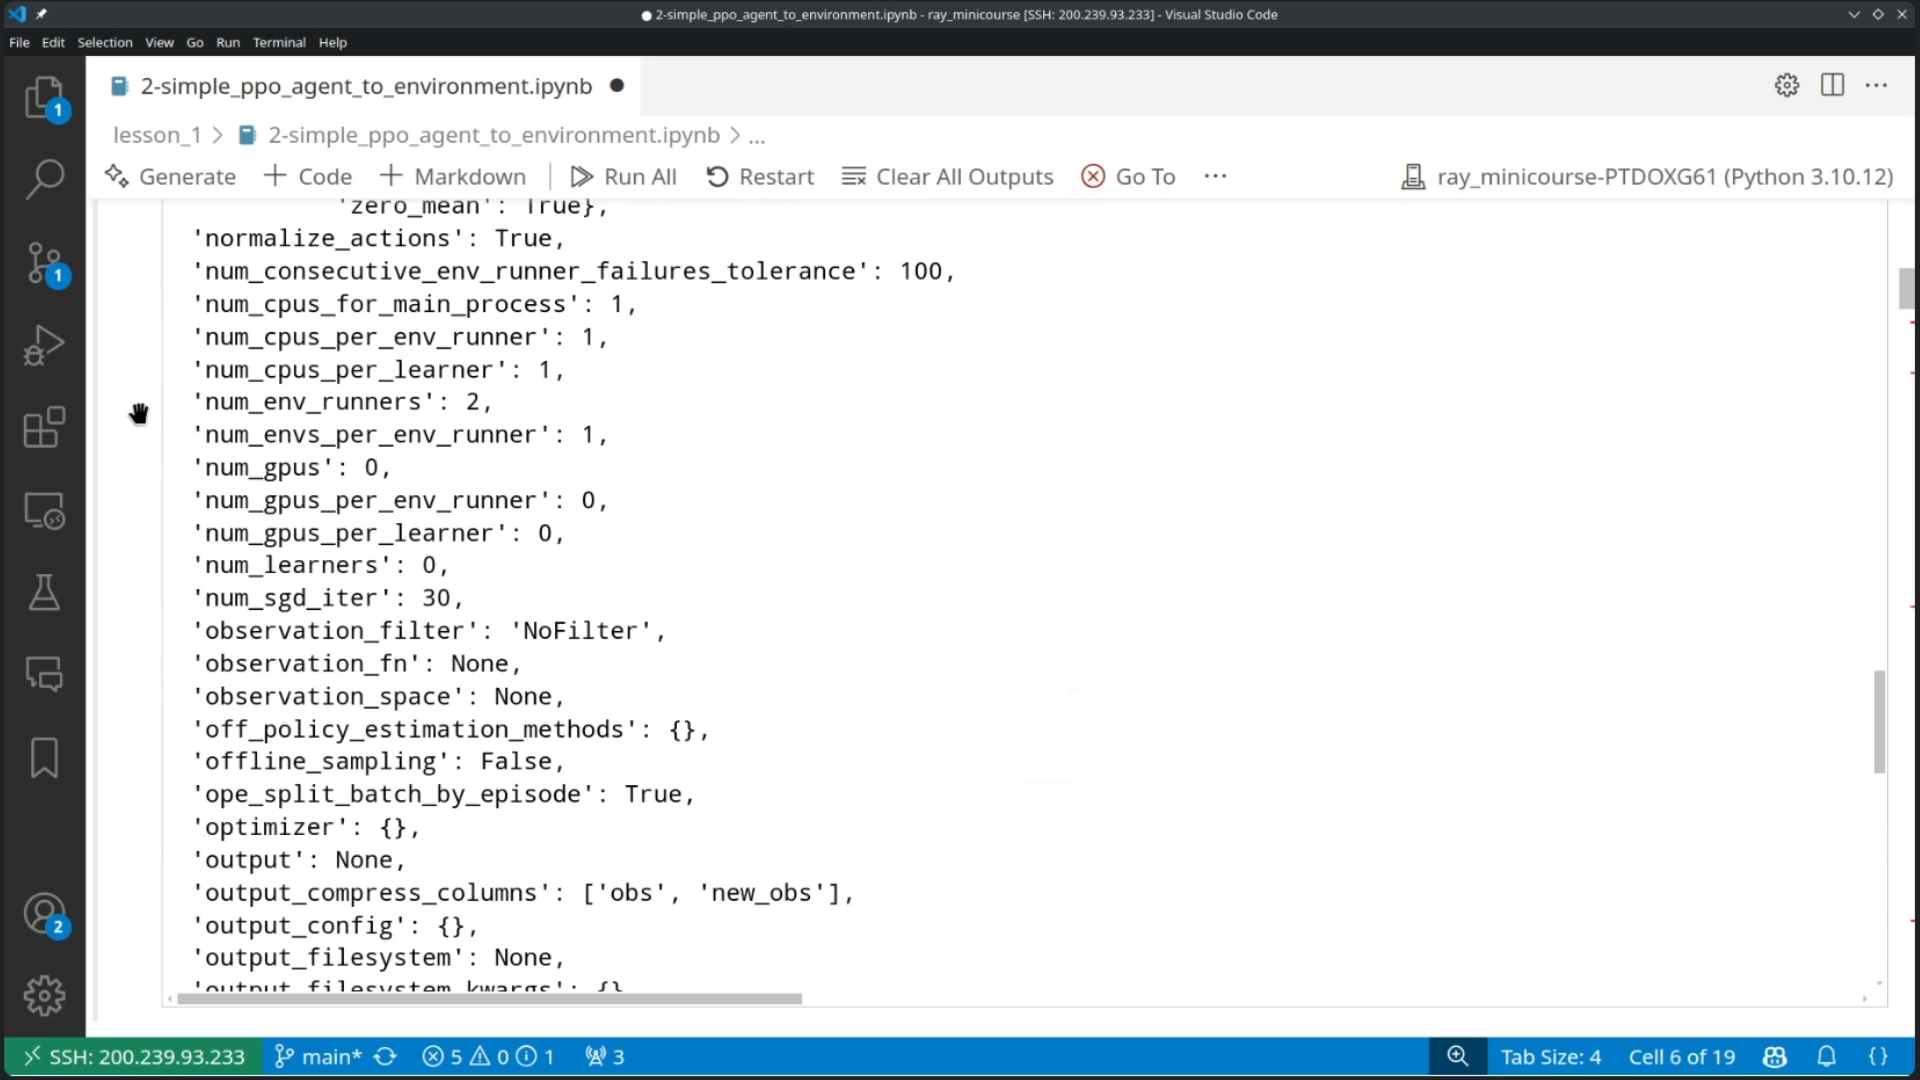 2-simple_ppo_agent_to_environment.ipynb - ray_minicourse [SSH: 200.239.93.233] - Visual Studio Code
File Edit Selection View Go Run Terminal Help
2-simple_ppo_agent_to_environment.ipynb
lesson_1 > 2-simple_ppo_agent_to_environment.ipynb > ...
Generate + Code + Markdown Run All Restart Clear All Outputs Go To ... ray_minicourse-PTDOXG61 (Python 3.10.12)
'zero_mean': True},
'normalize_actions': True,
'num_consecutive_env_runner_failures_tolerance': 100,
'num_cpus_for_main_process': 1,
'num_cpus_per_env_runner': 1,
'num_cpus_per_learner': 1,
'num_env_runners': 2,
'num_envs_per_env_runner': 1,
'num_gpus': 0,
'num_gpus_per_env_runner': 0,
'num_gpus_per_learner': 0,
'num_learners': 0,
'num_sgd_iter': 30,
'observation_filter': 'NoFilter',
'observation_fn': None,
'observation_space': None,
'off_policy_estimation_methods': {},
'offline_sampling': False,
'ope_split_batch_by_episode': True,
'optimizer': {},
'output': None,
'output_compress_columns': ['obs', 'new_obs'],
'output_config': {},
'output_filesystem': None,
'output_filesystem_kwargs': {}
1
1
2
SSH: 200.239.93.233 main* 5 0 1 3 Tab Size: 4 Cell 6 of 19 {}